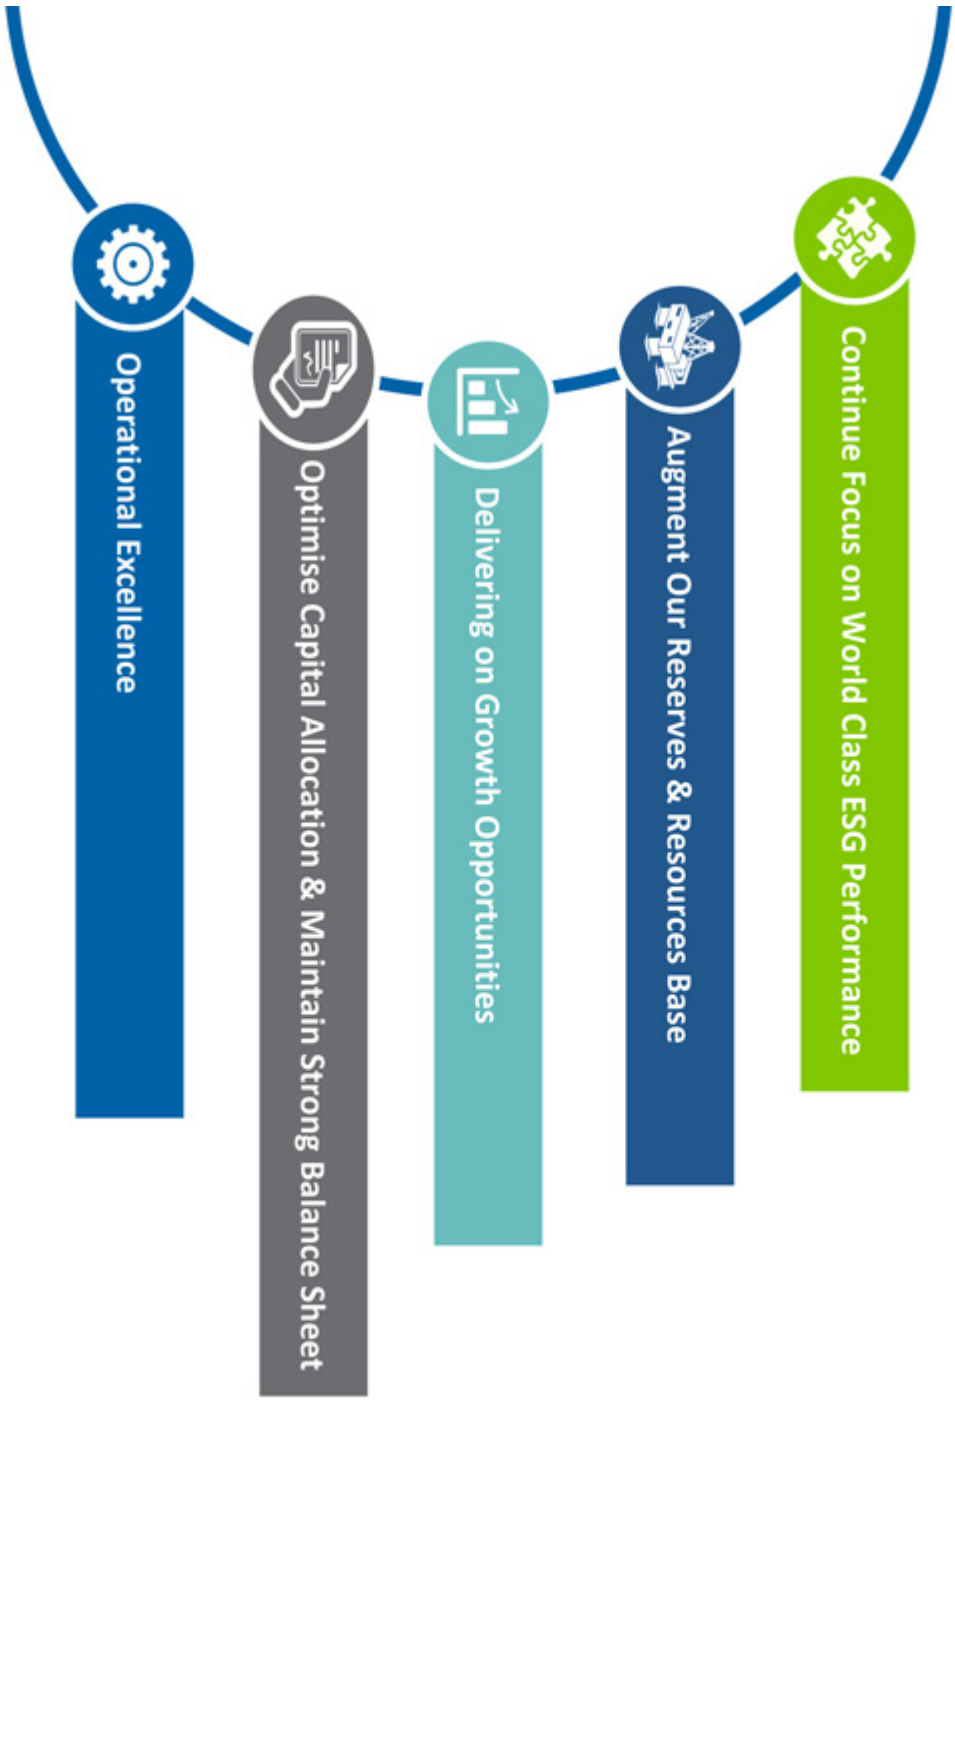 Continue Focus on World Class ESG Performance
Augment Our Reserves & Resources Base
Delivering on Growth Opportunities
Optimise Capital Allocation & Maintain Strong Balance Sheet
Operational Excellence